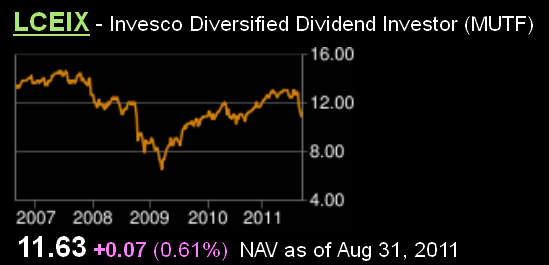 LCEIX - Invesco Diversified Dividend Investor (MUTF)
16.00
12.00
8.00
4.00
2007 2008 2009 2010 2011
11.63 +0.07 (0.61%) NAV as of Aug 31, 2011